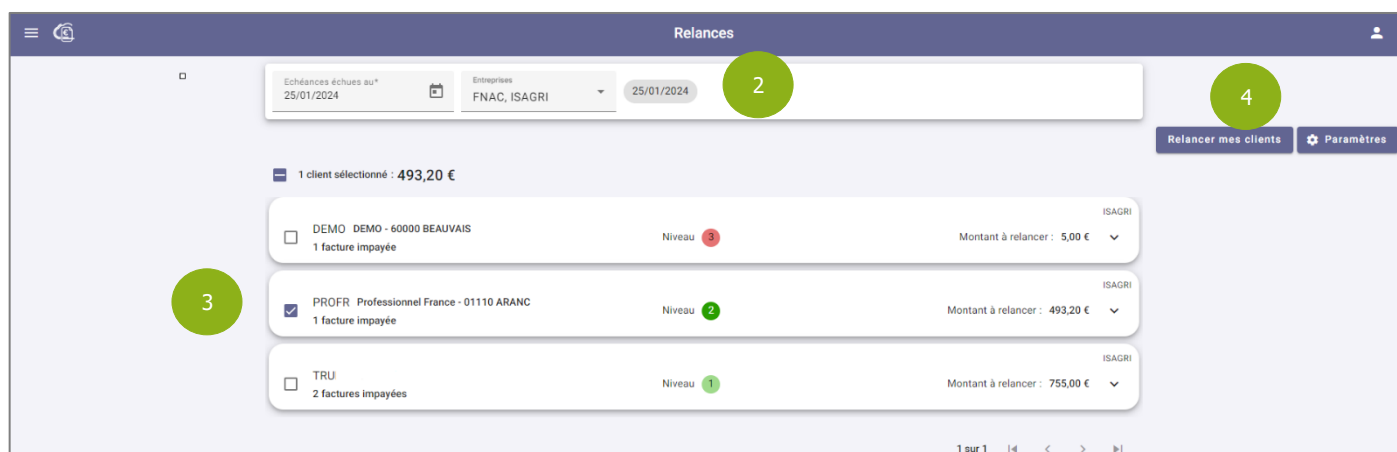 Relances
Echéances échues au*
25/01/2024
Entreprises
FNAC, ISAGRI
25/01/2024
2
4
Relancer mes clients
Paramètres
1 client sélectionné : 493,20 €
ISAGRI
DEMO DEMO - 60000 BEAUVAIS
1 facture impayée
Niveau 3
Montant à relancer : 5,00 €
3
ISAGRI
PROFR Professionnel France - 01110 ARANC
1 facture impayée
Niveau 2
Montant à relancer : 493,20 €
ISAGRI
TRU
2 factures impayées
Niveau 1
Montant à relancer : 755,00 €
1 sur 1